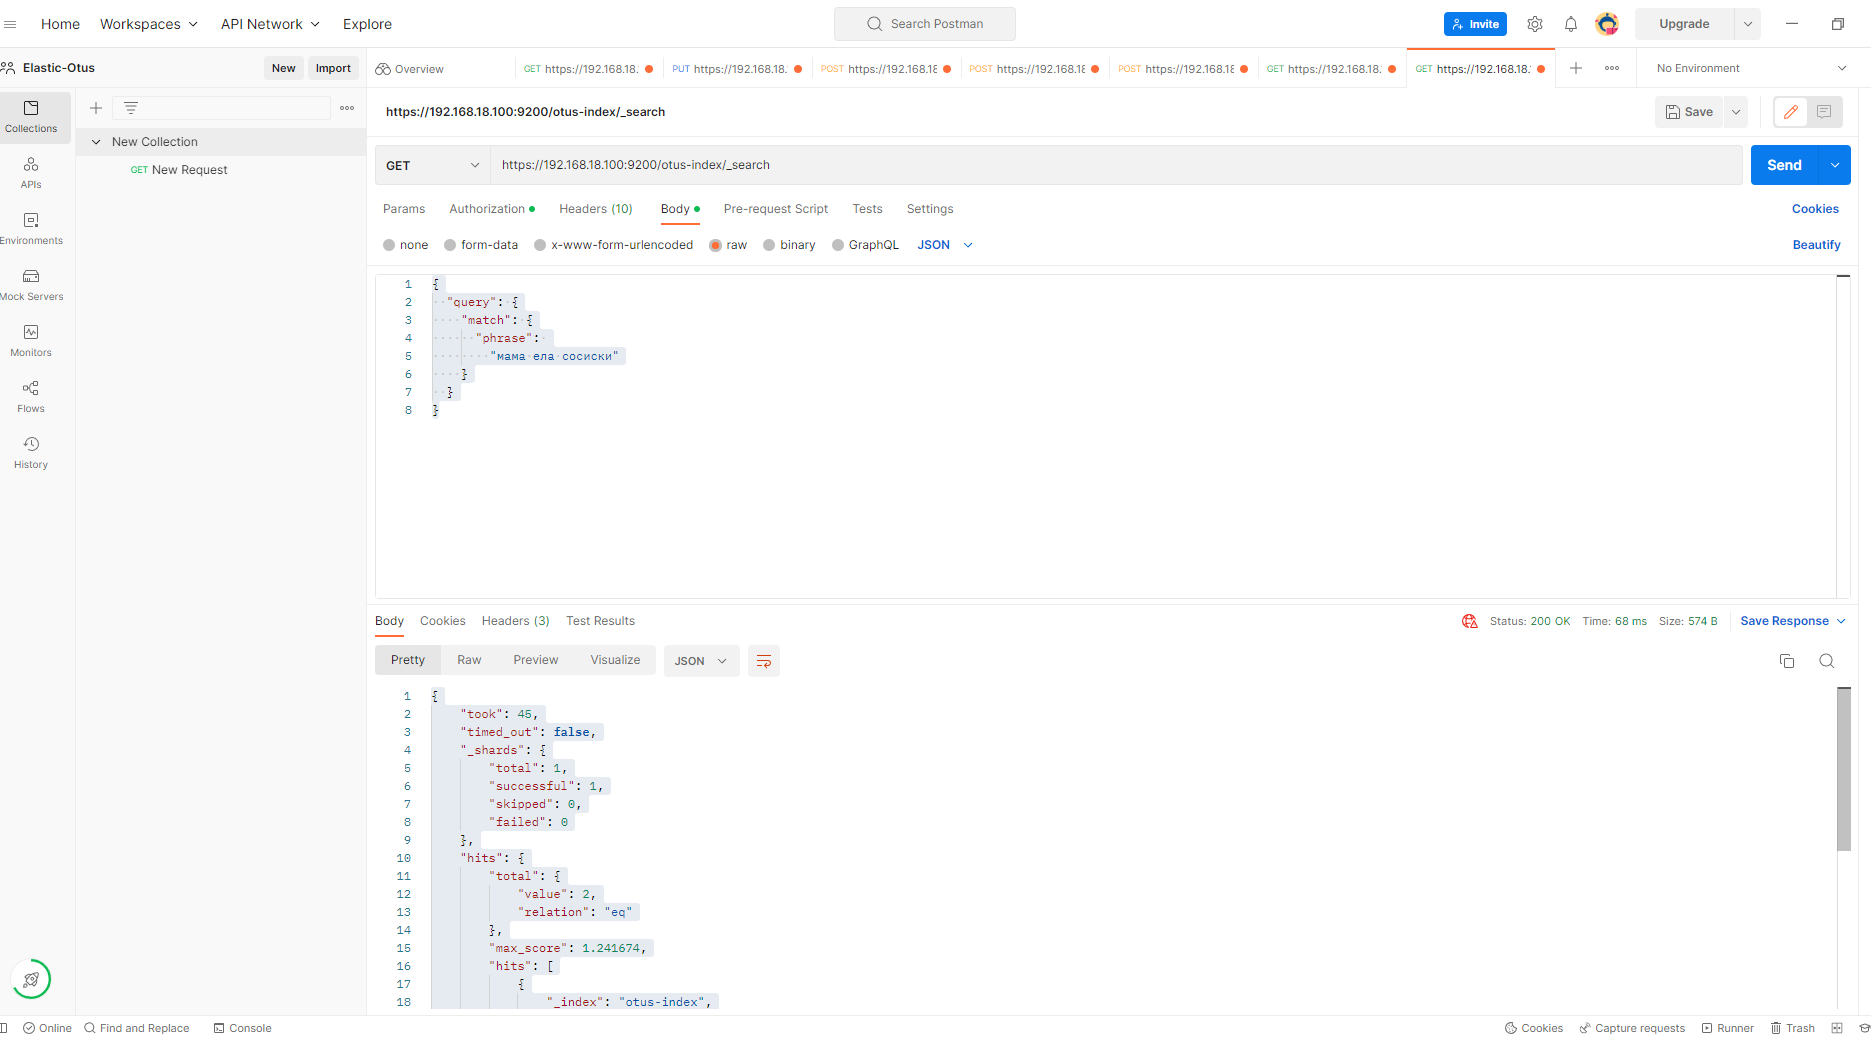 Home Workspaces API Network Explore Search Postman Invite Upgrade
Elastic-Otus New Import Overview GET https://192.168.18. PUT https://192.168.18. POST https://192.168.18 POST https://192.168.18 POST https://192.168.18 GET https://192.168.18. GET https://192.168.18. No Environment
Collections
APIs
Environments
Mock Servers
Monitors
Flows
History
New Collection
GET New Request
https://192.168.18.100:9200/otus-index/_search Save
GET https://192.168.18.100:9200/otus-index/_search Send
Params Authorization Headers (10) Body Pre-request Script Tests Settings Cookies
none form-data x-www-form-urlencoded raw binary GraphQL JSON Beautify
1 {
2 "query": {
3 "match": {
4 "phrase":
5 "мама ела сосиски"
6 }
7 }
8 }
Body Cookies Headers (3) Test Results Status: 200 OK Time: 68 ms Size: 574 B Save Response
Pretty Raw Preview Visualize JSON
1 {
2 "took": 45,
3 "timed_out": false,
4 "_shards": {
5 "total": 1,
6 "successful": 1,
7 "skipped": 0,
8 "failed": 0
9 },
10 "hits": {
11 "total": {
12 "value": 2,
13 "relation": "eq"
14 },
15 "max_score": 1.241674,
16 "hits": [
17 {
18 "_index": "otus-index",
Online Find and Replace Console Cookies Capture requests Runner Trash